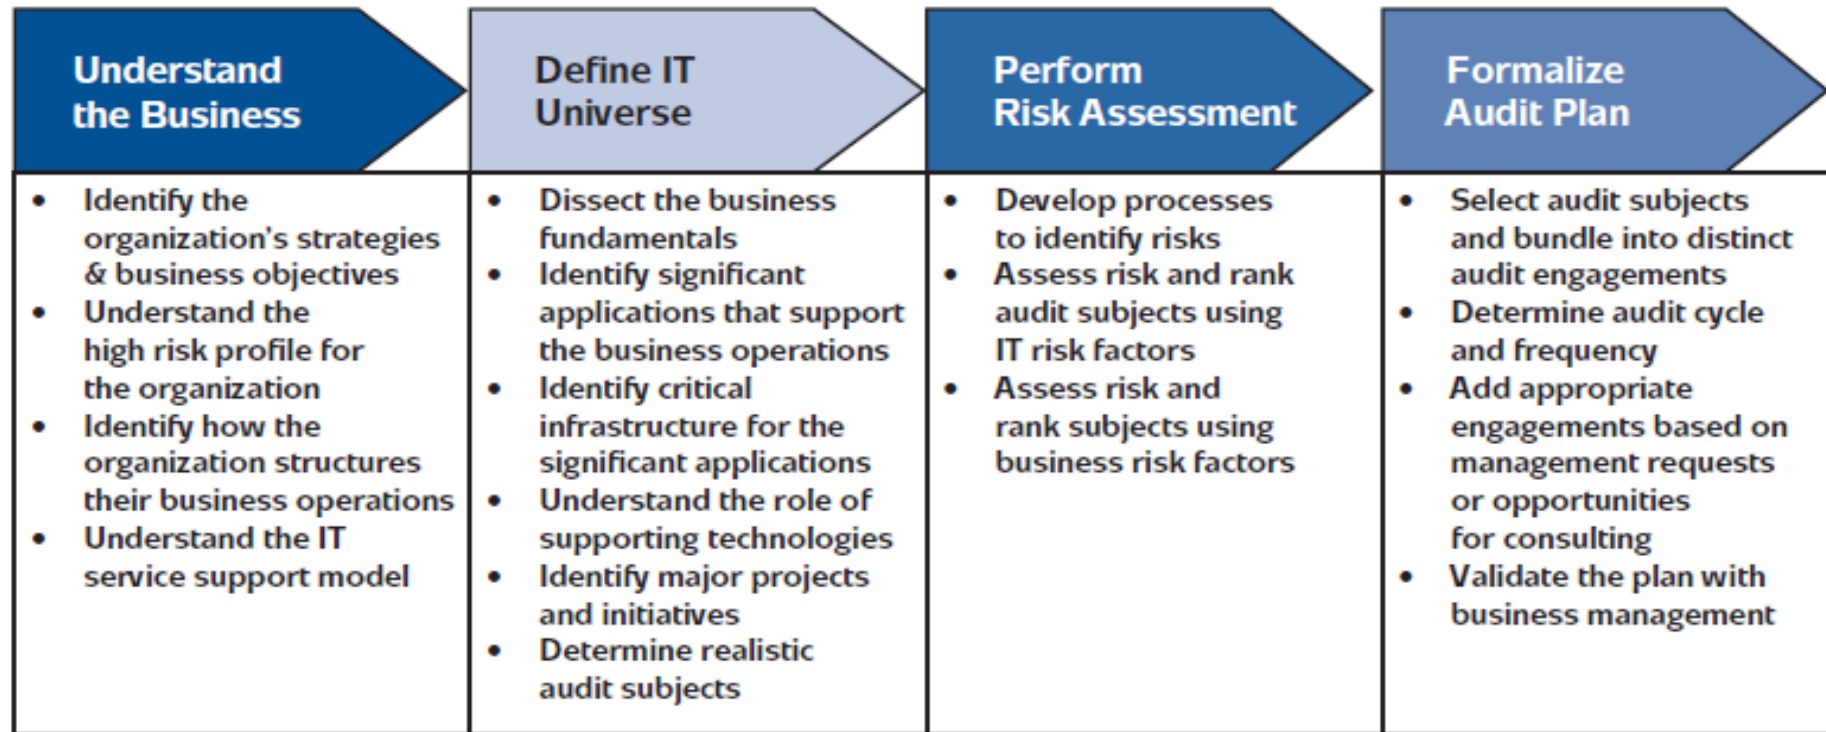 Understand
the Business
• Identify the
organization's strategies
& business objectives
• Understand the
high risk profile for
the organization
• Identify how the
organization structures
their business operations
• Understand the IT
service support model
Define IT
Universe
• Dissect the business
fundamentals
• Identify significant
applications that support
the business operations
• Identify critical
infrastructure for the
significant applications
• Understand the role of
supporting technologies
• Identify major projects
and initiatives
• Determine realistic
audit subjects
Perform
Risk Assessment
• Develop processes
to identify risks
• Assess risk and rank
audit subjects using
IT risk factors
• Assess risk and
rank subjects using
business risk factors
Formalize
Audit Plan
• Select audit subjects
and bundle into distinct
audit engagements
• Determine audit cycle
and frequency
• Add appropriate
engagements based on
management requests
or opportunities
for consulting
• Validate the plan with
business management